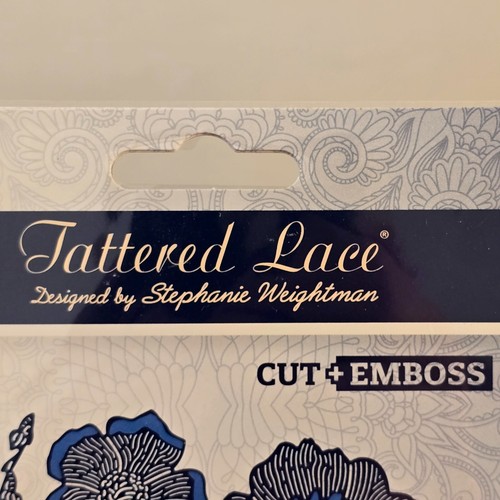 Tattered Lace®
Designed by Stephanie Weightman
CUT + EMBOSS